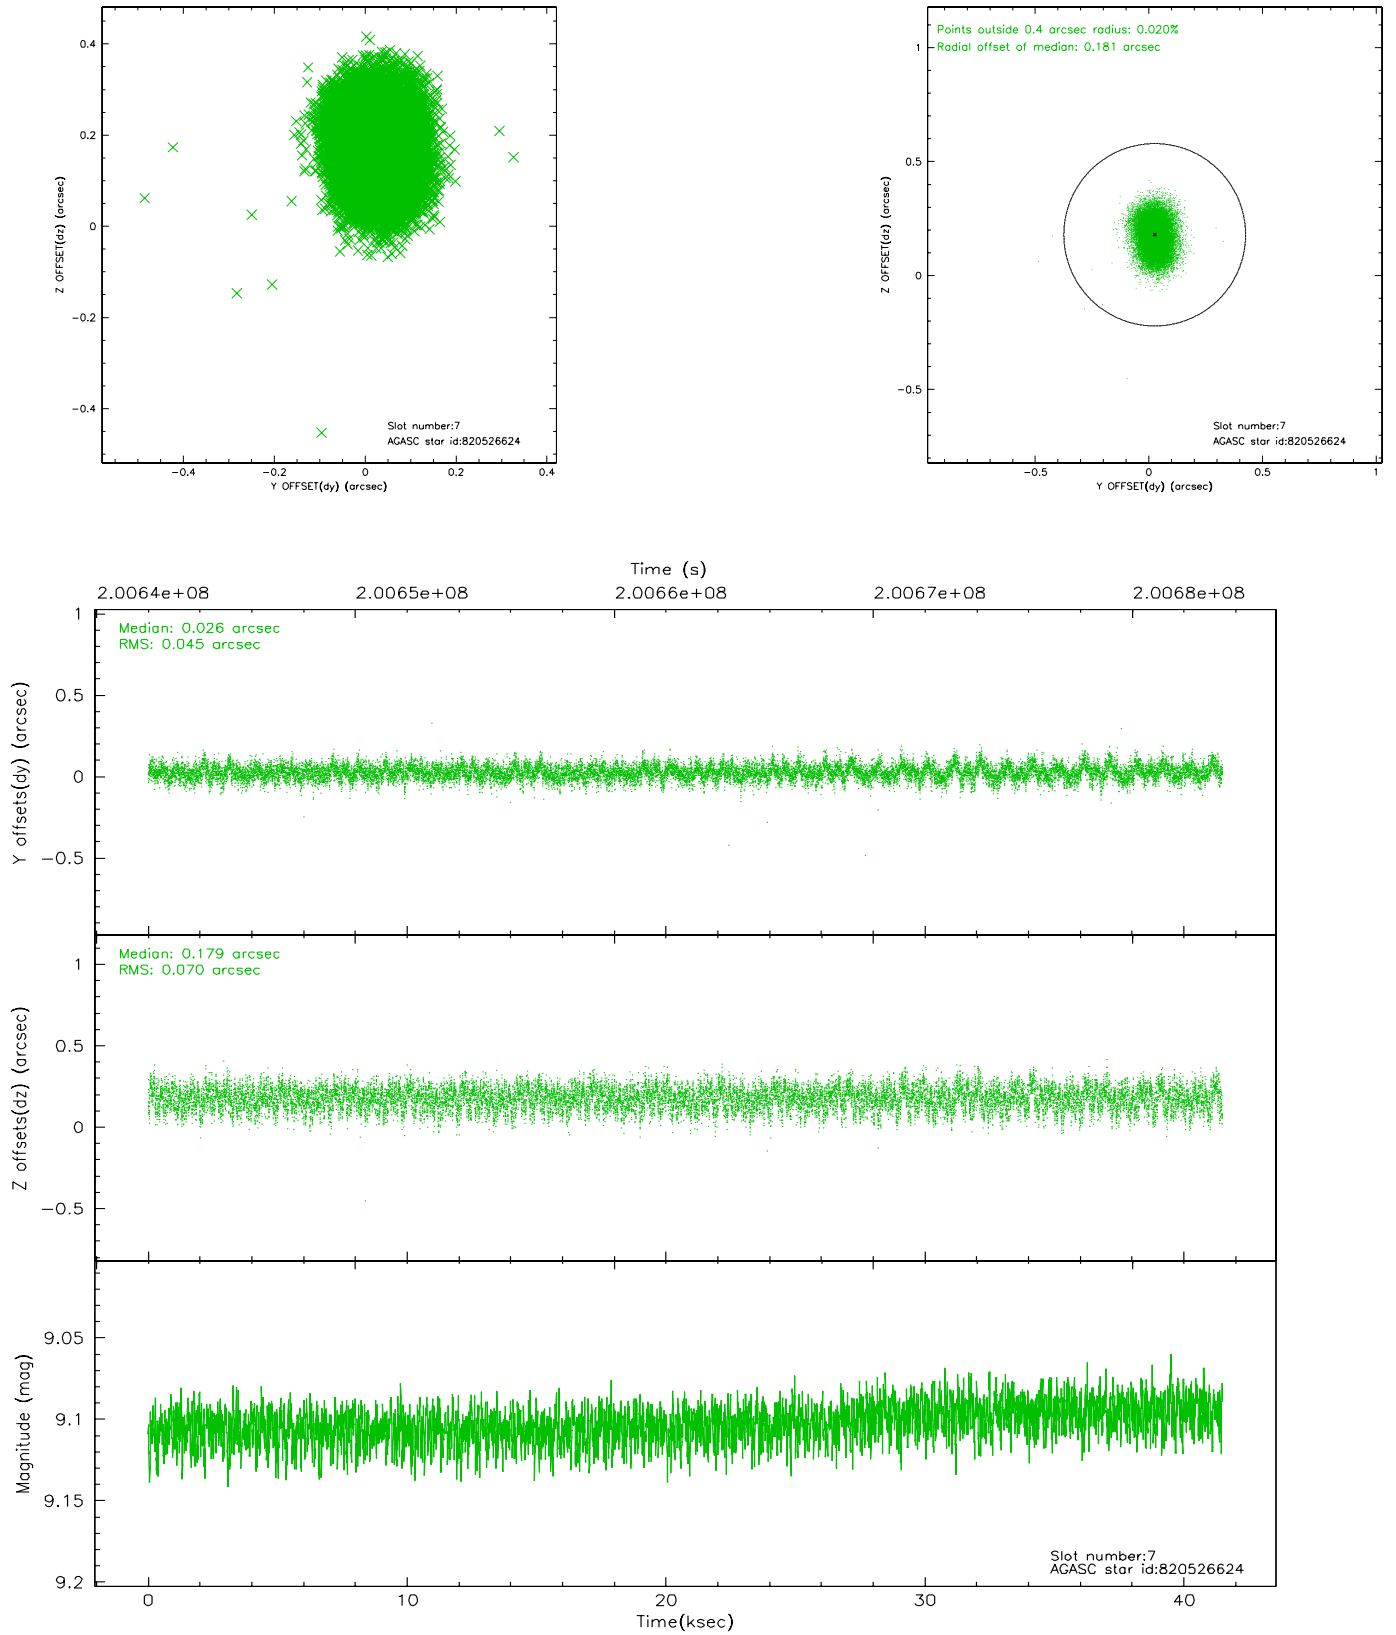 0.4
0.2
0
−0.2
−0.4
Z OFFSET(dz) (arcsec)
Slot number:7
AGASC star id:820526624
−0.4 −0.2 0 0.2 0.4
Y OFFSET(dy) (arcsec)
Points outside 0.4 arcsec radius: 0.020%
Radial offset of median: 0.181 arcsec
1
0.5
0
−0.5
Z OFFSET(dz) (arcsec)
Slot number:7
AGASC star id:820526624
−0.5 0 0.5 1
Y OFFSET(dy) (arcsec)
Time (s)
2.0064e+08 2.0065e+08 2.0066e+08 2.0067e+08 2.0068e+08
Median: 0.026 arcsec
RMS: 0.045 arcsec
1
0.5
0
−0.5
Y offsets(dy) (arcsec)
Median: 0.179 arcsec
RMS: 0.070 arcsec
1
0.5
0
−0.5
Z offsets(dz) (arcsec)
9.05
9.1
9.15
9.2
Magnitude (mag)
Slot number:7
AGASC star id:820526624
0 10 20 30 40
Time(ksec)